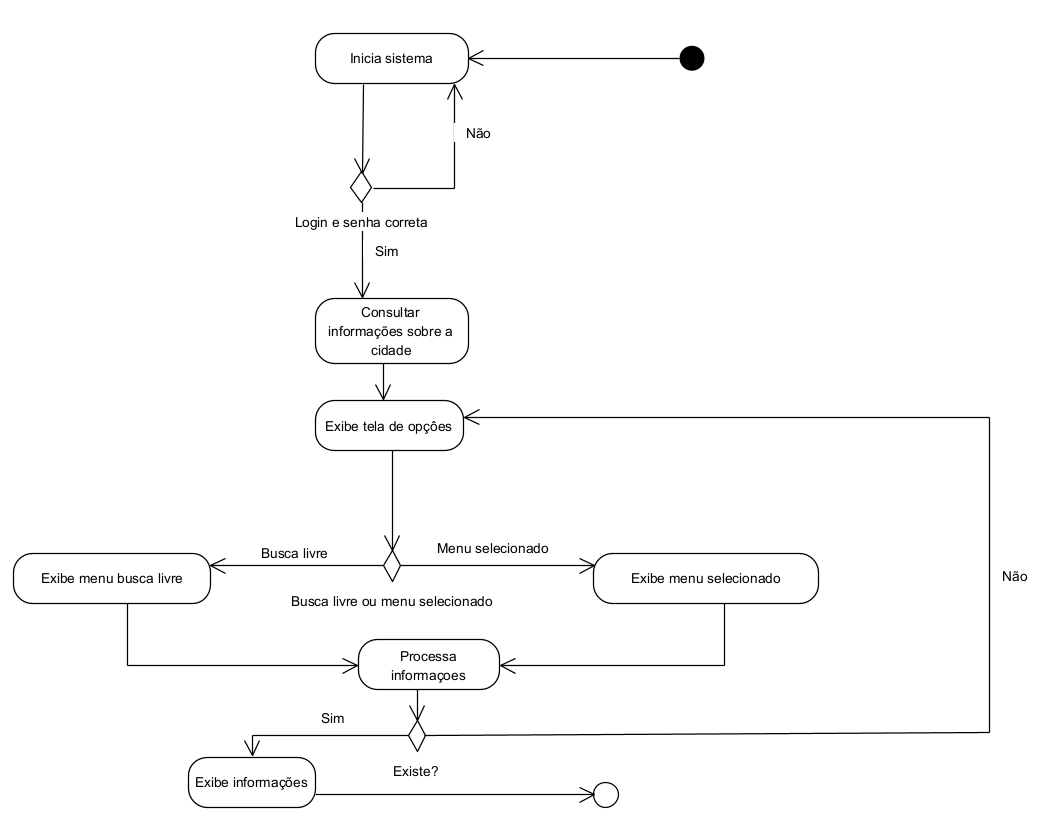 Inicia sistema
Não
Login e senha correta
Sim
Consultar
informações sobre a
cidade
Exibe tela de opções
Busca livre
Menu selecionado
Exibe menu busca livre
Exibe menu selecionado
Não
Busca livre ou menu selecionado
Processa
informaçoes
Sim
Existe?
Exibe informações